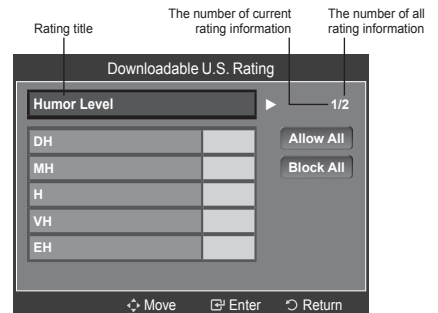 The number of current
rating information
The number of all
rating information
Rating title
Downloadable U.S. Rating
Humor Level
1/2
DH
Allow All
MH
Block All
H
VH
EH
Move Enter Return